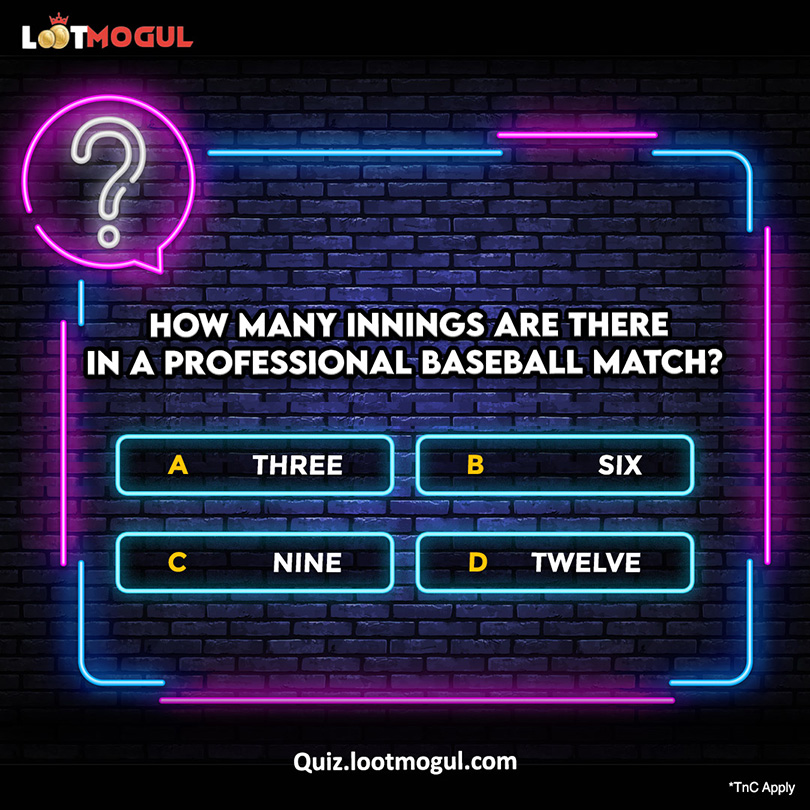 LOOTMOGUL
?
HOW MANY INNINGS ARE THERE
IN A PROFESSIONAL BASEBALL MATCH?
A THREE
B SIX
C NINE
D TWELVE
Quiz.lootmogul.com
*TnC Apply